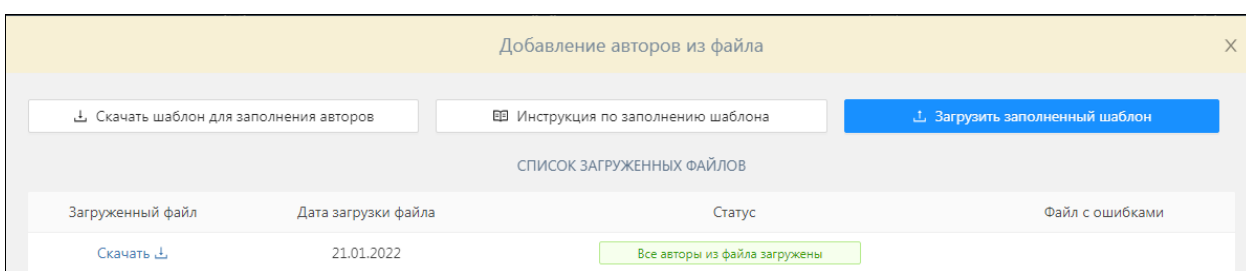 Добавление авторов из файла X
Скачать шаблон для заполнения авторов Инструкция по заполнению шаблона Загрузить заполненный шаблон
СПИСОК ЗАГРУЖЕННЫХ ФАЙЛОВ
Загруженный файл Дата загрузки файла Статус Файл с ошибками
Скачать 21.01.2022 Все авторы из файла загружены